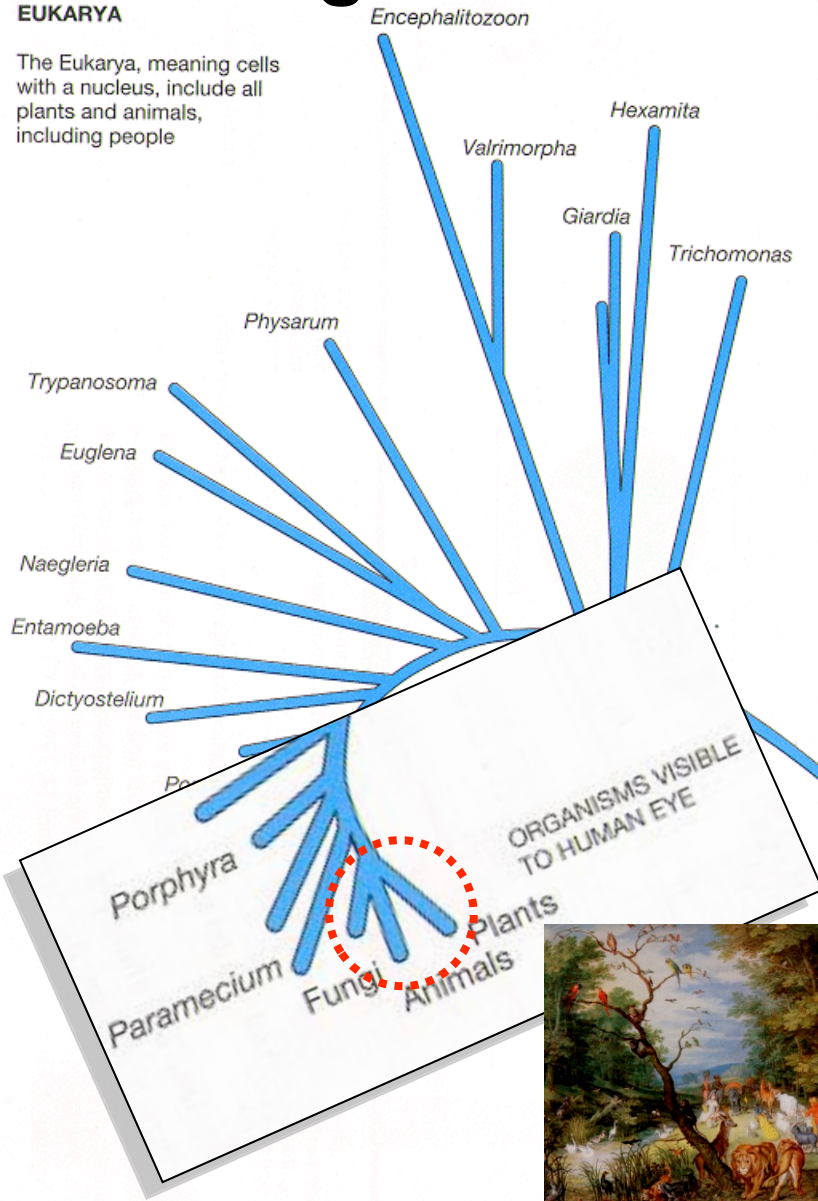 EUKARYA
The Eukarya, meaning cells
with a nucleus, include all
plants and animals,
including people
Encephalitozoon
Hexamita
Valrimorpha
Giardia
Trichomonas
Physarum
Trypanosoma
Euglena
Naegleria
Entamoeba
Dictyostelium
ORGANISMS VISIBLE
TO HUMAN EYE
Porphyra
Plants
Paramecium
Fungi
Animals